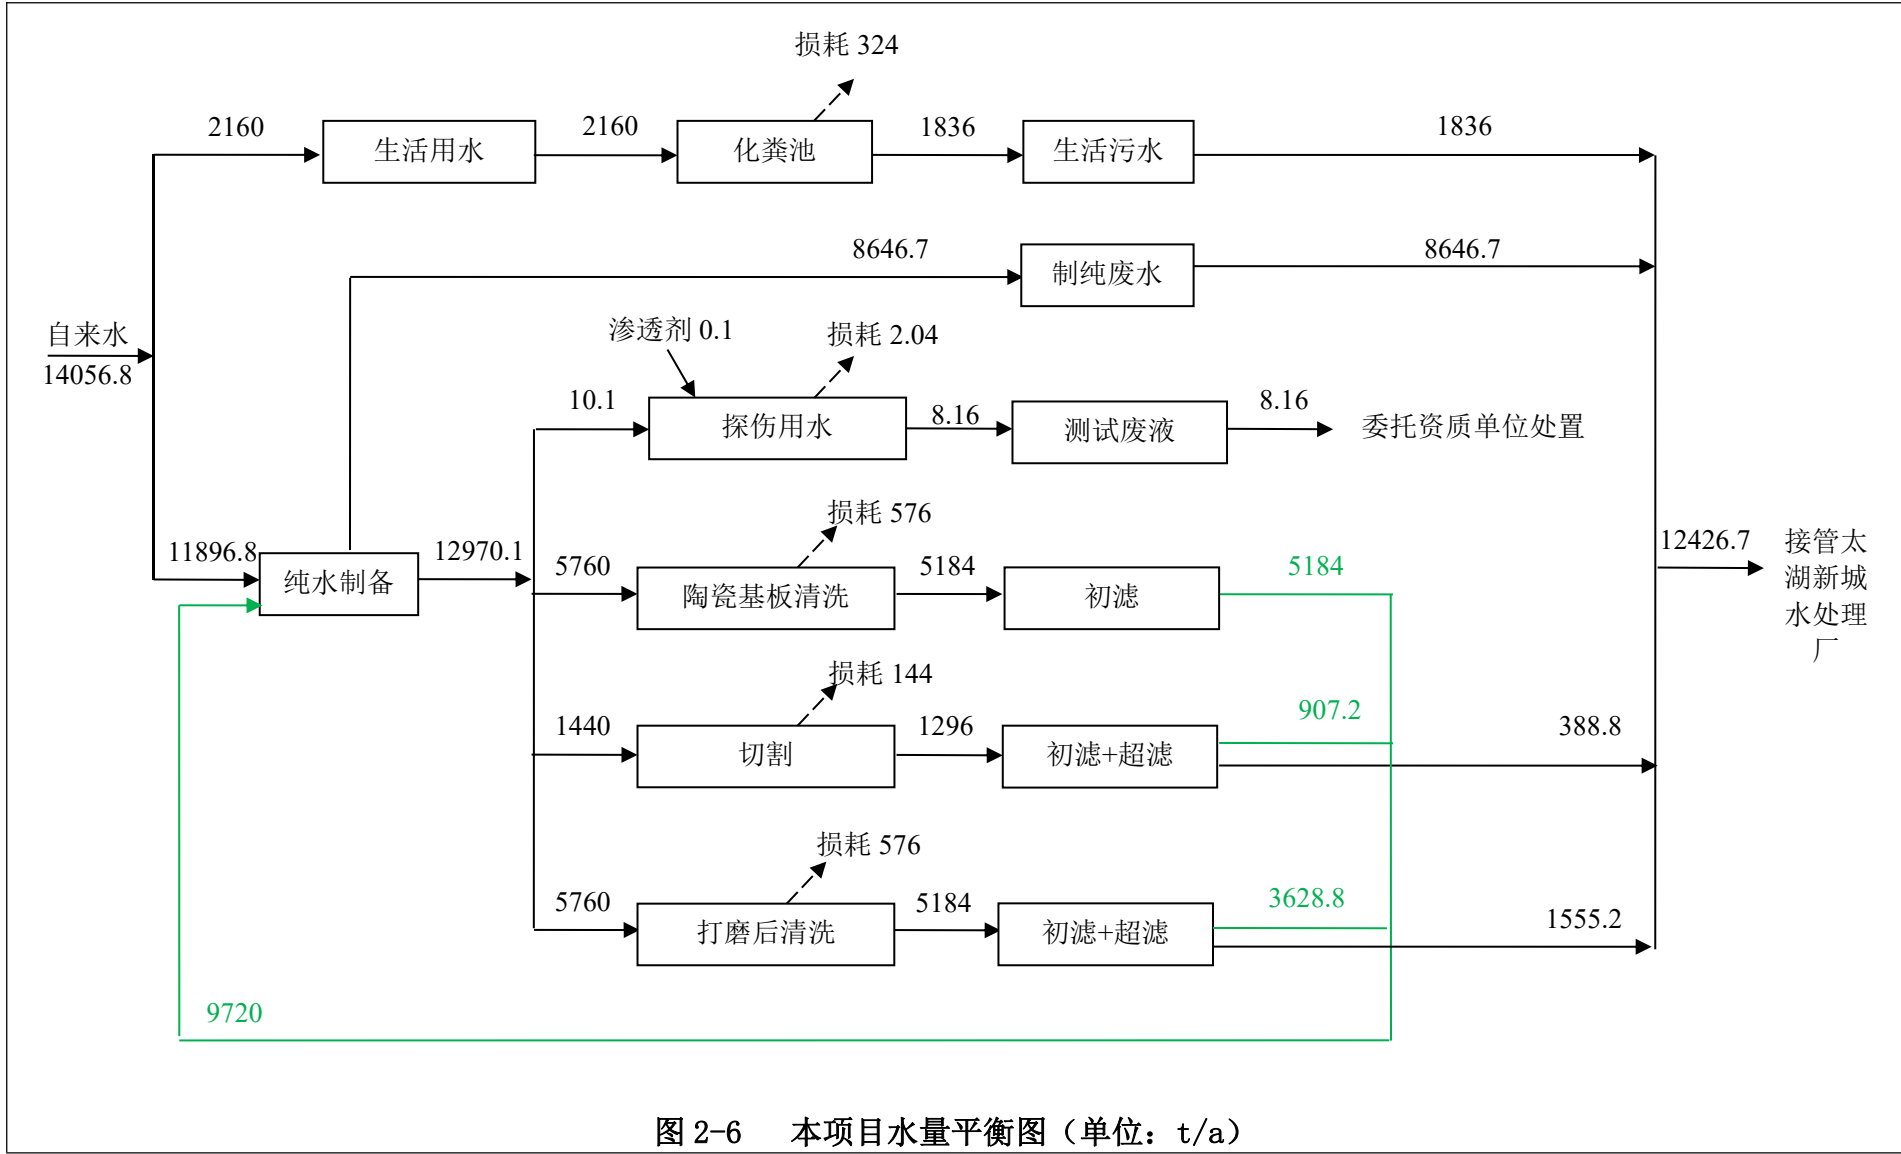 损耗 324
2160
生活用水
2160
化粪池
1836
生活污水
1836
8646.7
制纯废水
8646.7
自来水
14056.8
渗透剂 0.1
损耗 2.04
10.1
探伤用水
8.16
测试废液
8.16
委托资质单位处置
损耗 576
11896.8
纯水制备
12970.1
5760
陶瓷基板清洗
5184
初滤
5184
12426.7
接管太
湖新城
水处理
厂
损耗 144
1440
切割
1296
初滤+超滤
907.2
388.8
损耗 576
5760
打磨后清洗
5184
初滤+超滤
3628.8
1555.2
9720
图 2-6 本项目水量平衡图（单位：t/a）